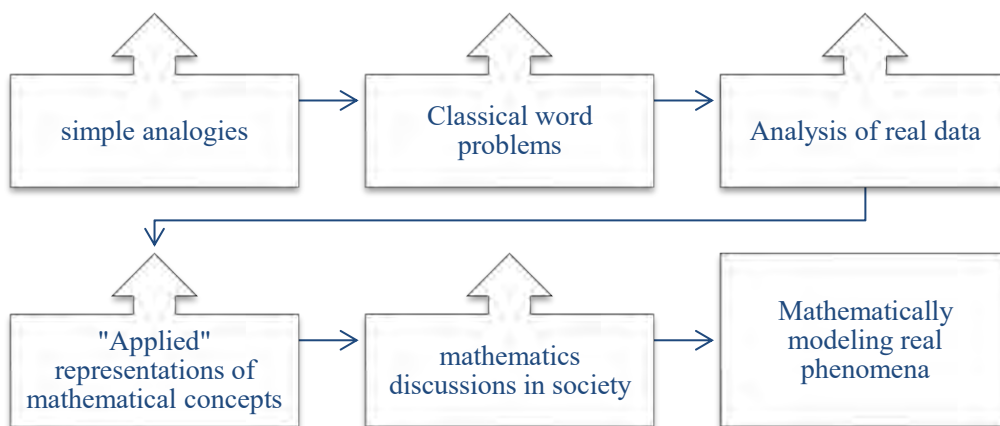 simple analogies
Classical word
problems
Analysis of real data
"Applied"
representations of
mathematical concepts
mathematics
discussions in society
Mathematically
modeling real
phenomena